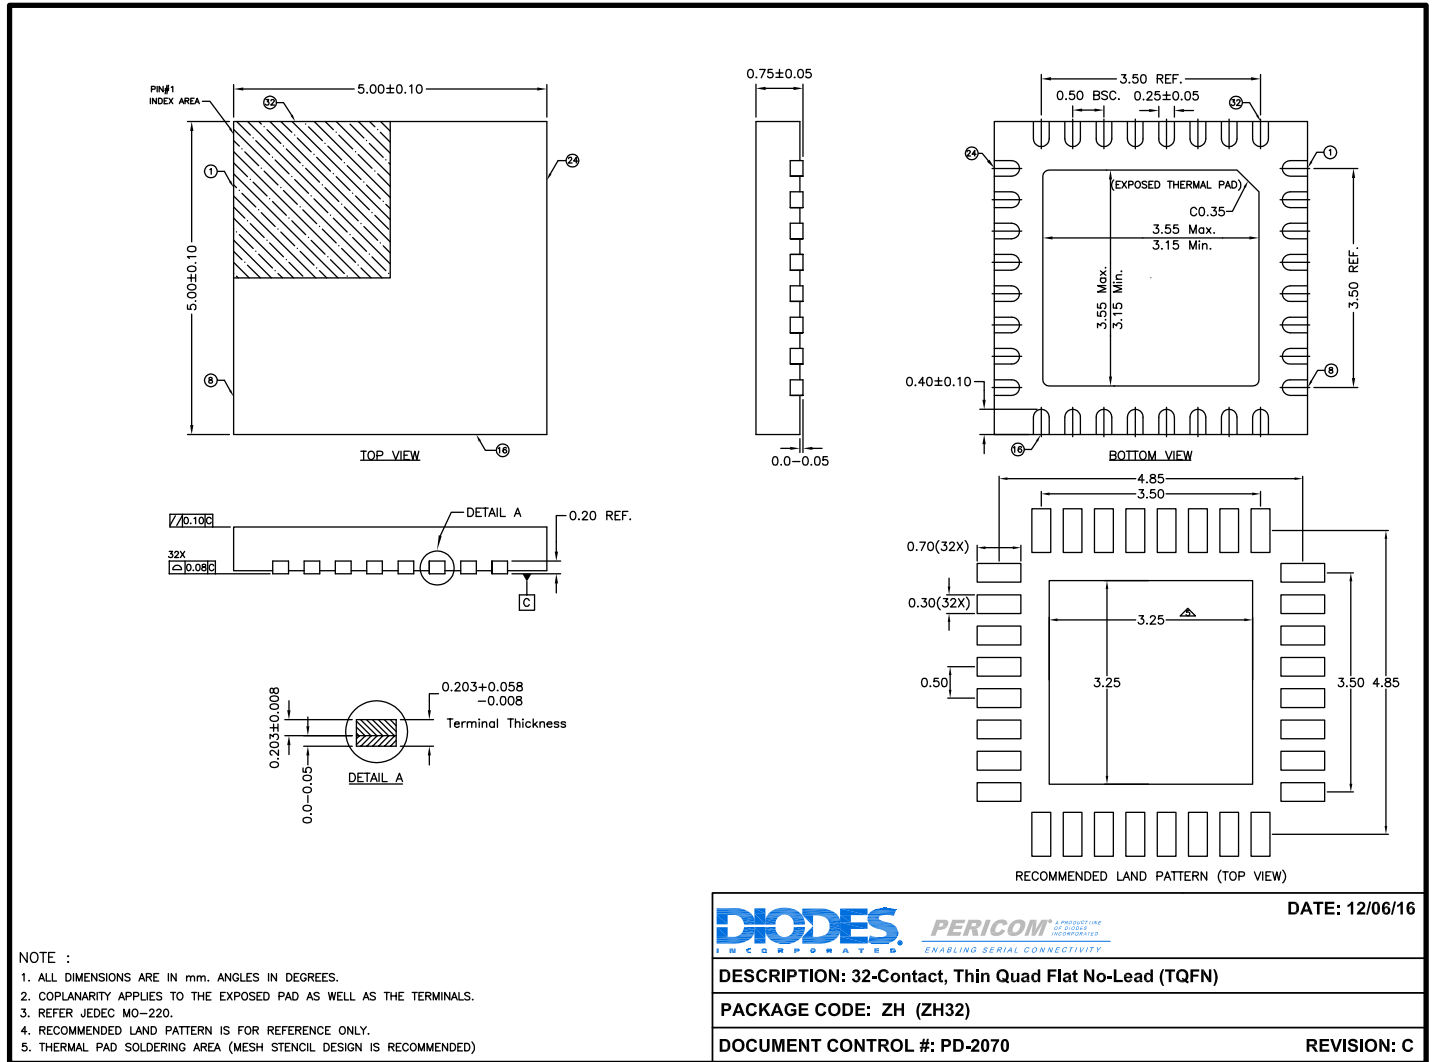 PIN#1
INDEX AREA
5.00±0.10
32
1
24
5.00±0.10
8
16
TOP VIEW
0.75±0.05
0.0-0.05
3.50 REF.
0.50 BSC. 0.25±0.05
32
24
1
(EXPOSED THERMAL PAD)
C0.35
3.55 Max.
3.15 Min.
3.55 Max.
3.15 Min.
3.50 REF.
0.40±0.10
8
16
BOTTOM VIEW
//0.10C
32X
0.08C
DETAIL A
0.20 REF.
C
0.203±0.008
0.0-0.05
0.203+0.058
-0.008
Terminal Thickness
DETAIL A
4.85
3.50
0.70(32X)
0.30(32X)
0.50
3.25
5
3.25
3.50 4.85
RECOMMENDED LAND PATTERN (TOP VIEW)
NOTE :
1. ALL DIMENSIONS ARE IN mm. ANGLES IN DEGREES.
2. COPLANARITY APPLIES TO THE EXPOSED PAD AS WELL AS THE TERMINALS.
3. REFER JEDEC MO-220.
4. RECOMMENDED LAND PATTERN IS FOR REFERENCE ONLY.
5. THERMAL PAD SOLDERING AREA (MESH STENCIL DESIGN IS RECOMMENDED)
DIODES
INCORPORATED
PERICOM®
A PRODUCT LINE
OF DIODES
INCORPORATED
ENABLING SERIAL CONNECTIVITY
DATE: 12/06/16
DESCRIPTION: 32-Contact, Thin Quad Flat No-Lead (TQFN)
PACKAGE CODE: ZH (ZH32)
DOCUMENT CONTROL #: PD-2070
REVISION: C